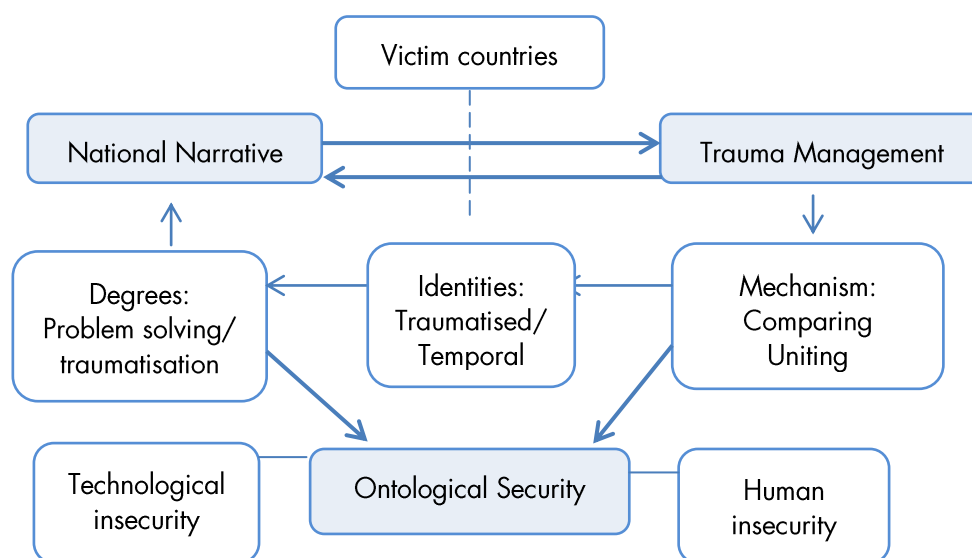 Victim countries
National Narrative
Trauma Management
Degrees:
Problem solving/
traumatisation
Identities:
Traumatised/
Temporal
Mechanism:
Comparing
Uniting
Technological
insecurity
Ontological Security
Human
insecurity